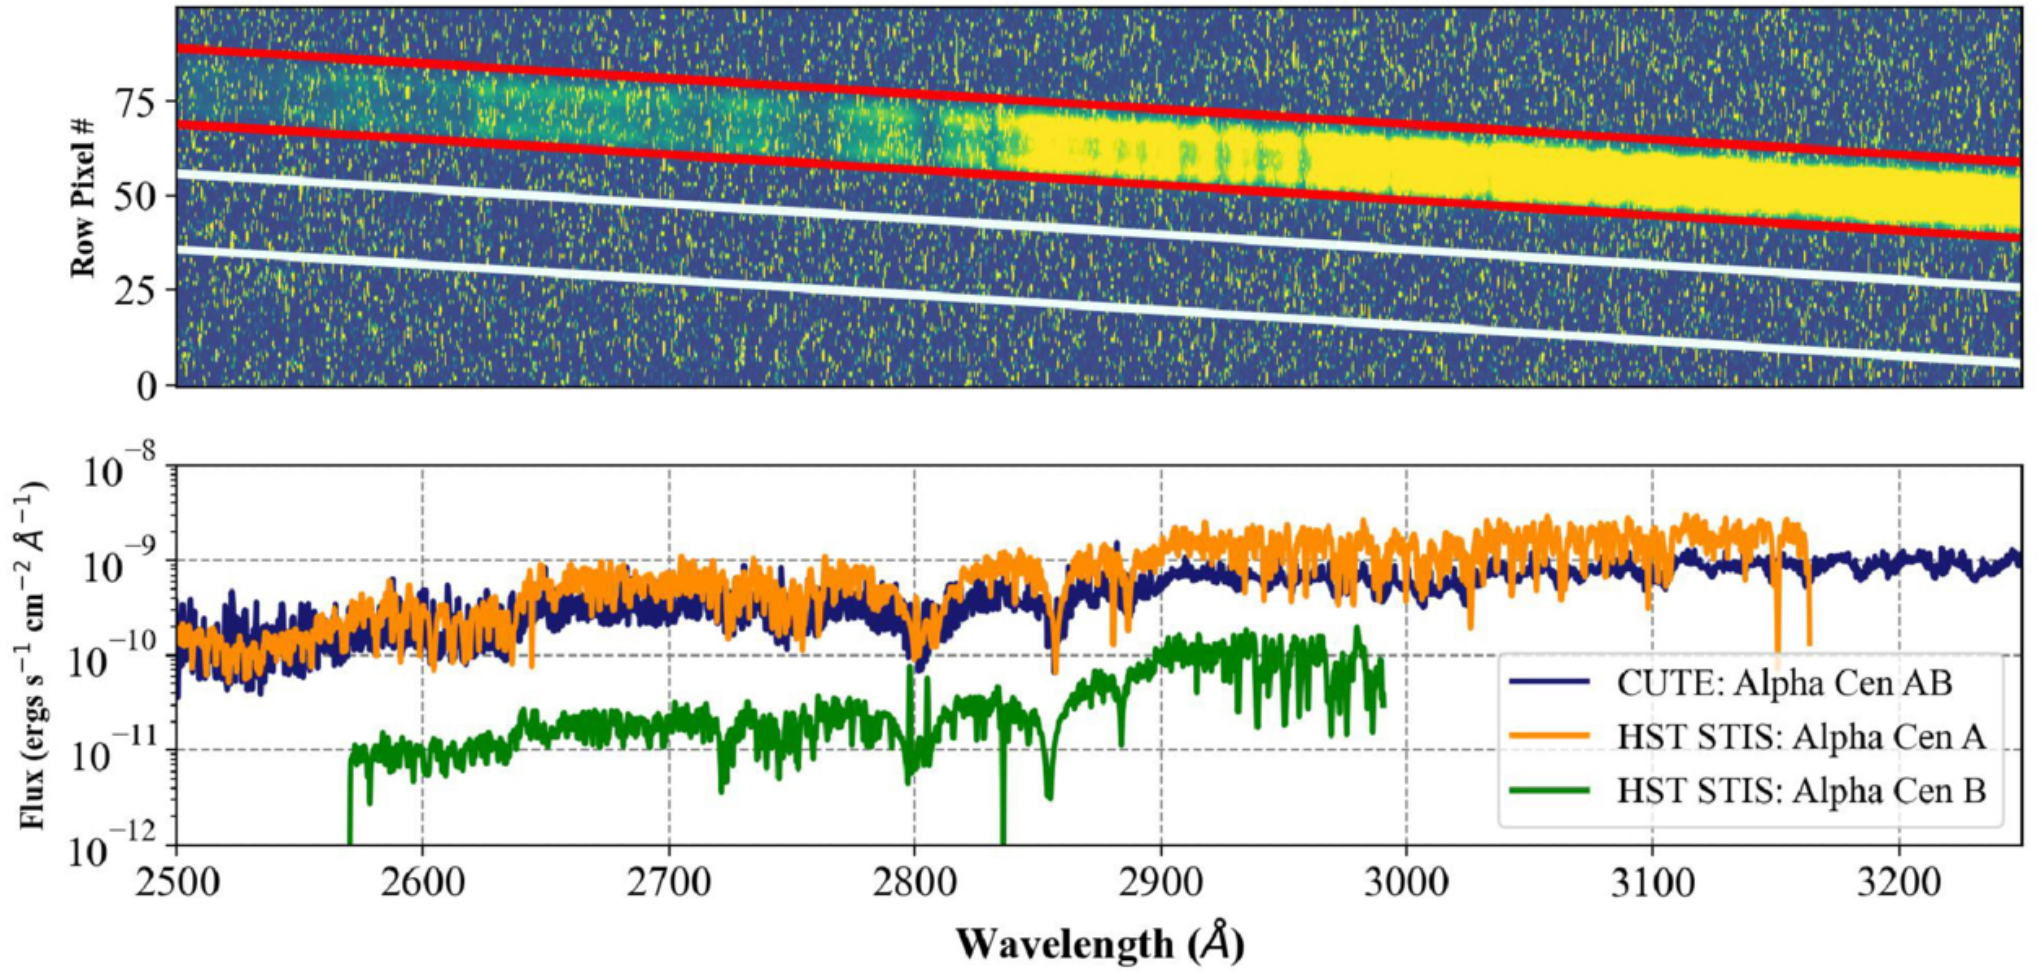 75
50
25
0
Row Pixel #
10⁻⁸
10⁻⁹
10⁻¹⁰
10⁻¹¹
10⁻¹²
Flux (ergs s⁻¹ cm⁻² Å⁻¹)
CUTE: Alpha Cen AB
HST STIS: Alpha Cen A
HST STIS: Alpha Cen B
2500 2600 2700 2800 2900 3000 3100 3200
Wavelength (Å)